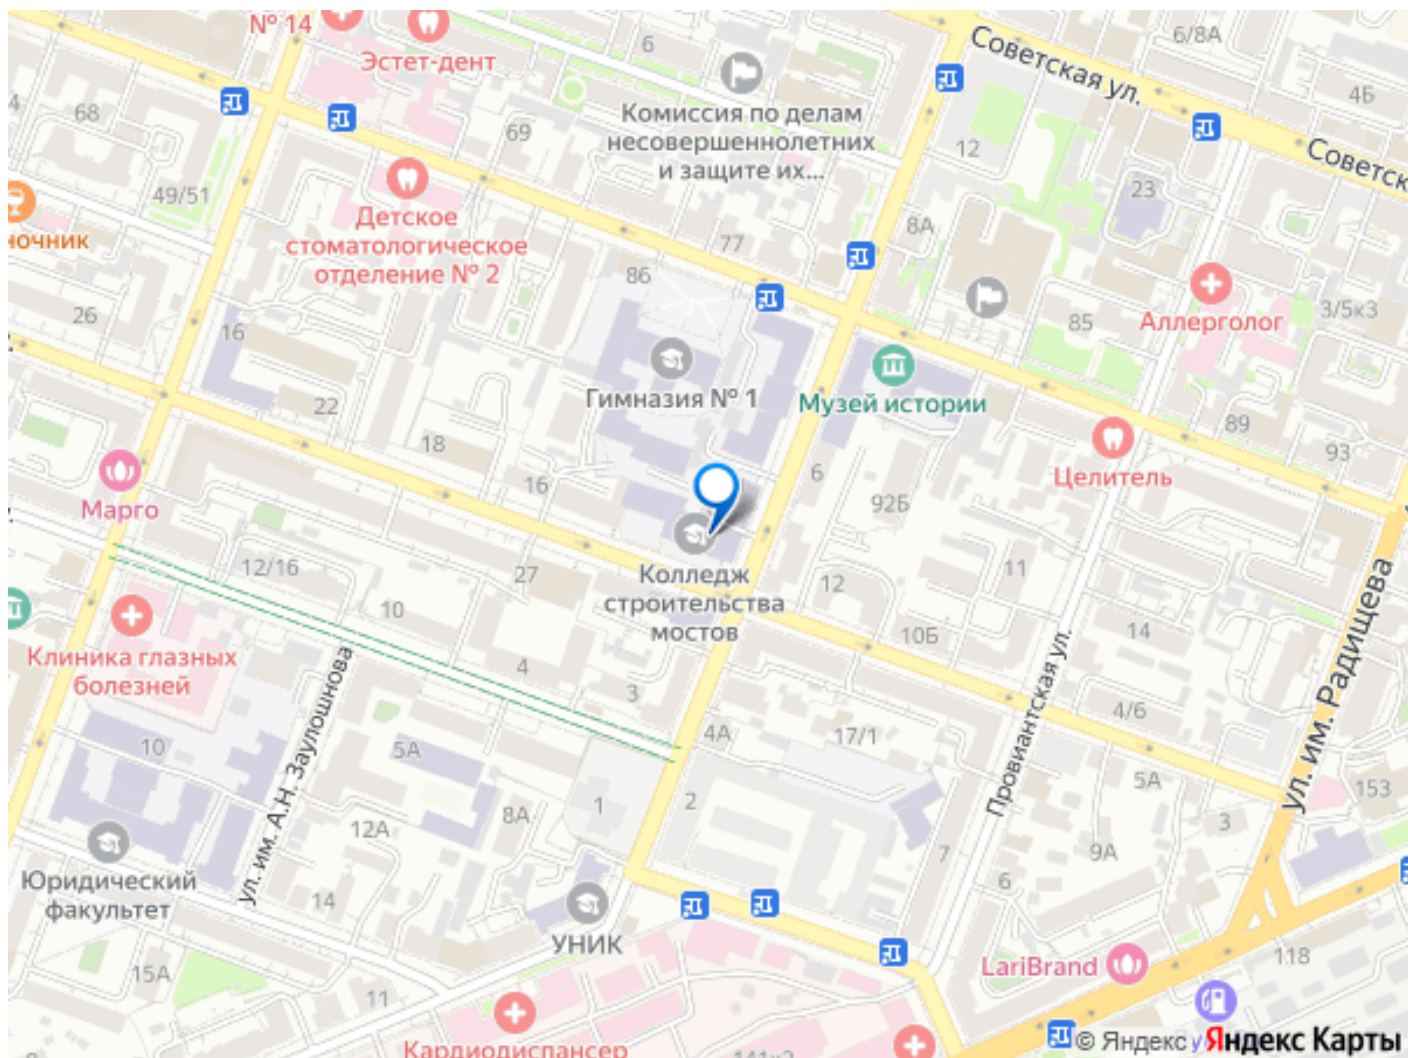 № 14
Эстет-дент
6
Советская ул.
6/8А
4Б
68
69
Комиссия по делам
несовершеннолетних
и защите их...
12
Советск
49/51
Детское
стоматологическое
отделение № 2
23
8А
77
ночник
86
26
16
85
Аллерголог
3/5к3
Гимназия № 1
Музей истории
22
18
89
93
6
Целитель
16
92Б
Марго
12/16
27
Колледж
строительства
мостов
12
11
10
10Б
14
Клиника глазных
болезней
4
3
ул. им. А.Н. Заулошнова
Провиантская ул.
ул. им. Радищева
4/6
10
5А
4А
17/1
5А
153
2
1
8А
12А
3
9А
7
6
Юридический
факультет
14
УНИК
15А
11
LariBrand
118
Кардиодиспансер
141к2
9
© Яндекс у
Яндекс Карты